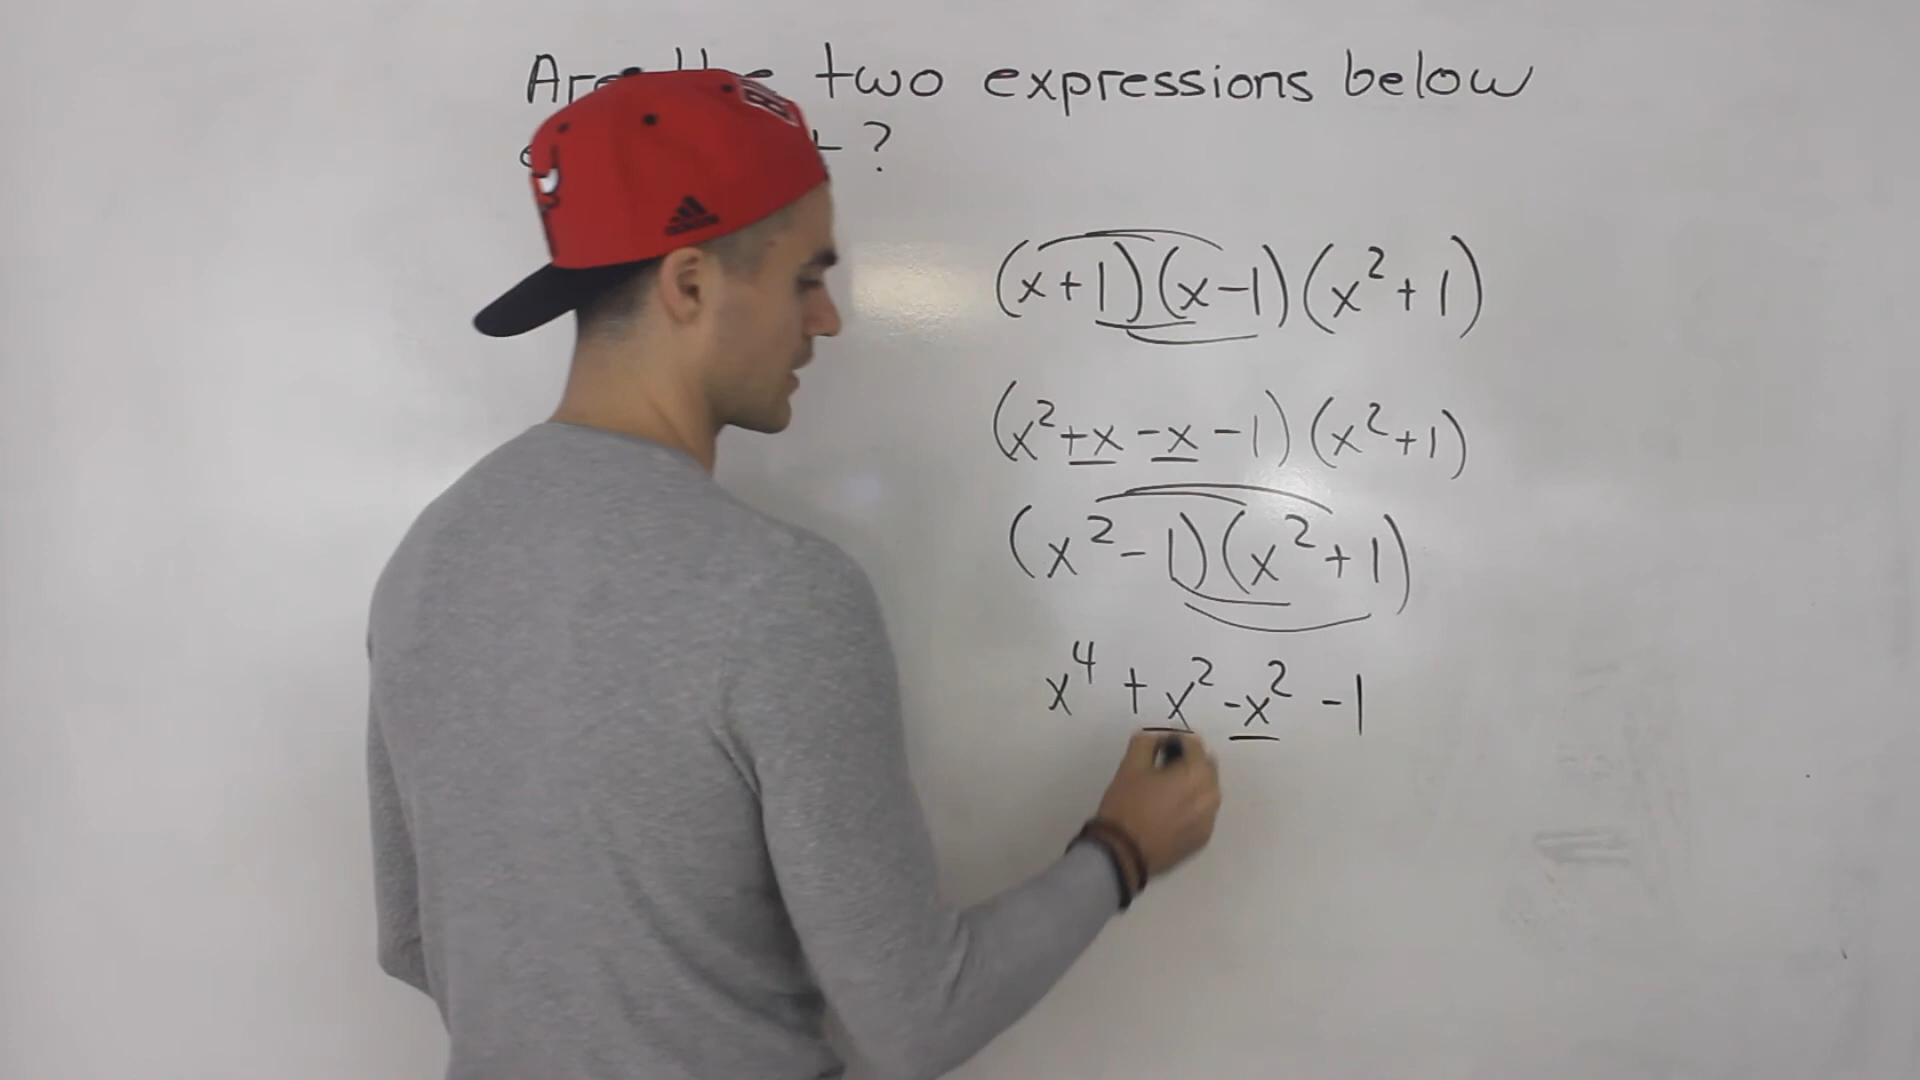 two expressions below
?
(x+1)(x-1)(x²+1)
(x²+x-x-1)(x²+1)
(x²-1)(x²+1)
x⁴+x²-x²-1